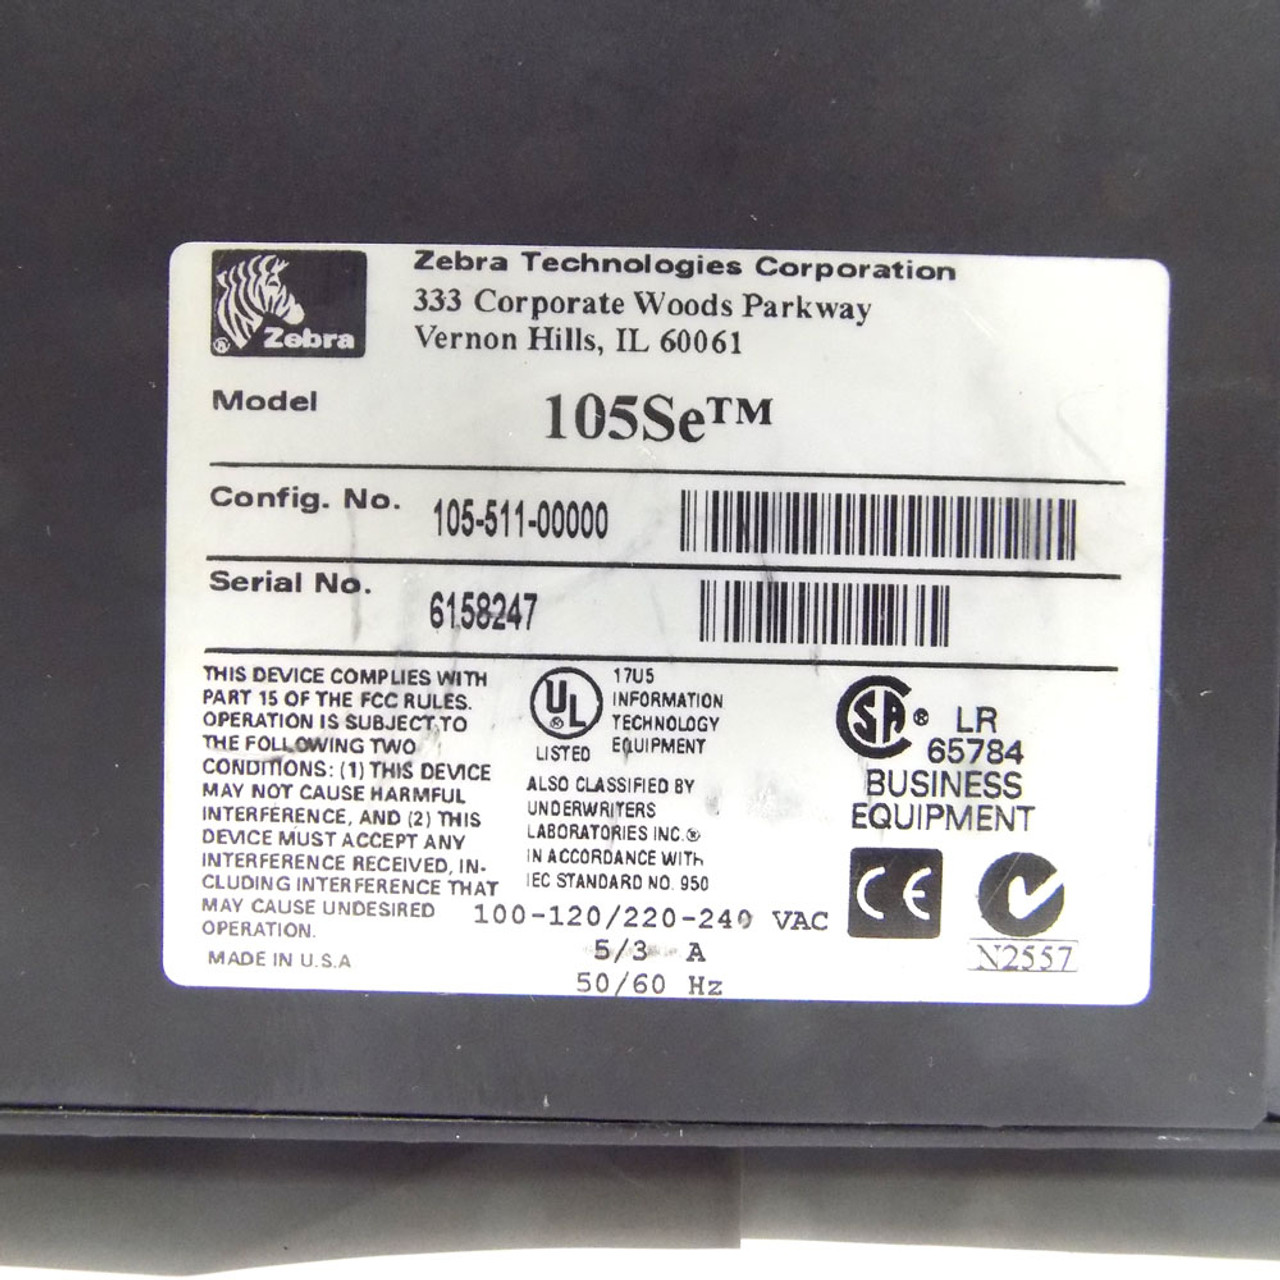 Zebra Technologies Corporation
333 Corporate Woods Parkway
Vernon Hills, IL 60061
® Zebra
Model 105Se™
Config. No. 105-511-00000
Serial No. 6158247
THIS DEVICE COMPLIES WITH
PART 15 OF THE FCC RULES.
OPERATION IS SUBJECT TO
THE FOLLOWING TWO
CONDITIONS: (1) THIS DEVICE
MAY NOT CAUSE HARMFUL
INTERFERENCE, AND (2) THIS
DEVICE MUST ACCEPT ANY
INTERFERENCE RECEIVED, IN-
CLUDING INTERFERENCE THAT
MAY CAUSE UNDESIRED
OPERATION.
MADE IN U.S.A
UL ®
LISTED
17U5
INFORMATION
TECHNOLOGY
EQUIPMENT
ALSO CLASSIFIED BY
UNDERWRITERS
LABORATORIES INC.®
IN ACCORDANCE WITH
IEC STANDARD NO. 950
100-120/220-240 VAC
5/3 A
50/60 Hz
SA ® LR
65784
BUSINESS
EQUIPMENT
CE
N2557